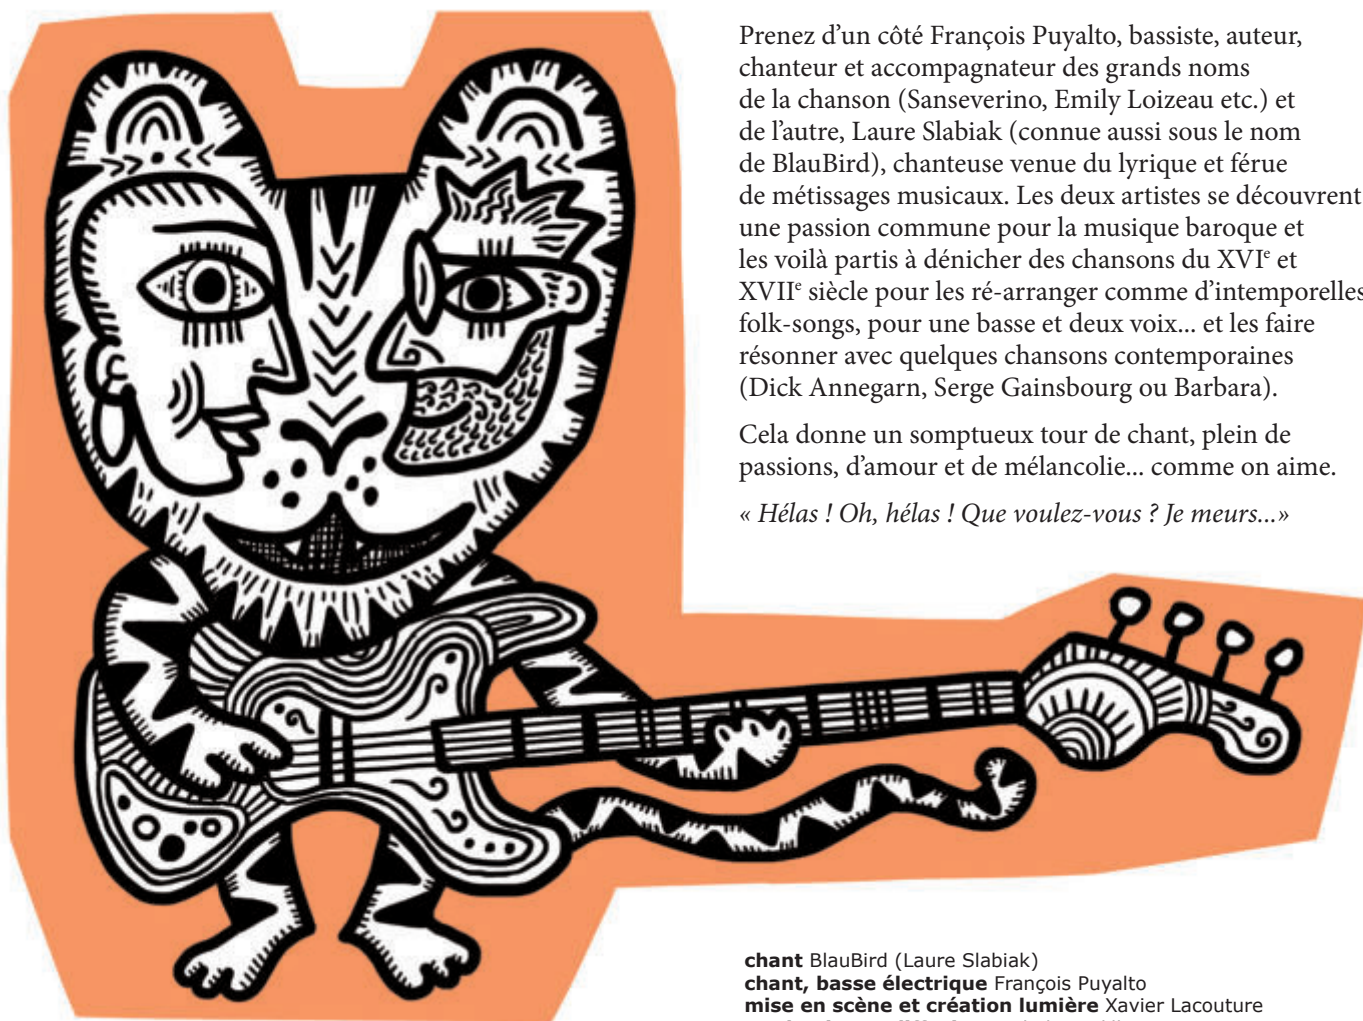 Prenez d’un côté François Puyalto, bassiste, auteur,
chanteur et accompagnateur des grands noms
de la chanson (Sanseverino, Emily Loizeau etc.) et
de l’autre, Laure Slabiak (connue aussi sous le nom
de BlauBird), chanteuse venue du lyrique et férue
de métissages musicaux. Les deux artistes se découvrent
une passion commune pour la musique baroque et
les voilà partis à dénicher des chansons du XVIᵉ et
XVIIᵉ siècle pour les ré-arranger comme d’intemporelles
folk-songs, pour une basse et deux voix... et les faire
résonner avec quelques chansons contemporaines
(Dick Annegarn, Serge Gainsbourg ou Barbara).
Cela donne un somptueux tour de chant, plein de
passions, d’amour et de mélancolie... comme on aime.
« Hélas ! Oh, hélas ! Que voulez-vous ? Je meurs...»
chant BlauBird (Laure Slabiak)
chant, basse électrique François Puyalto
mise en scène et création lumière Xavier Lacouture